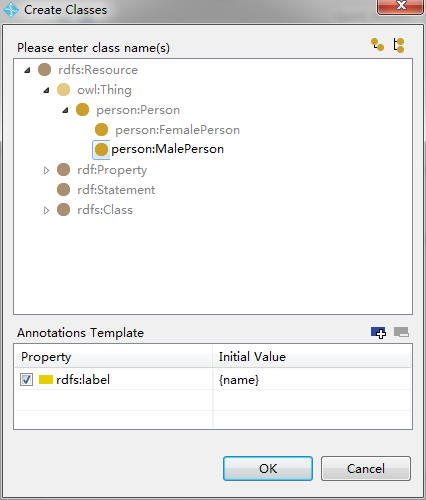 Create Classes
Please enter class name(s)
rdfs:Resource
owl:Thing
person:Person
person:FemalePerson
person:MalePerson
rdf:Property
rdf:Statement
rdfs:Class
Annotations Template
Property Initial Value
rdfs:label {name}
OK Cancel